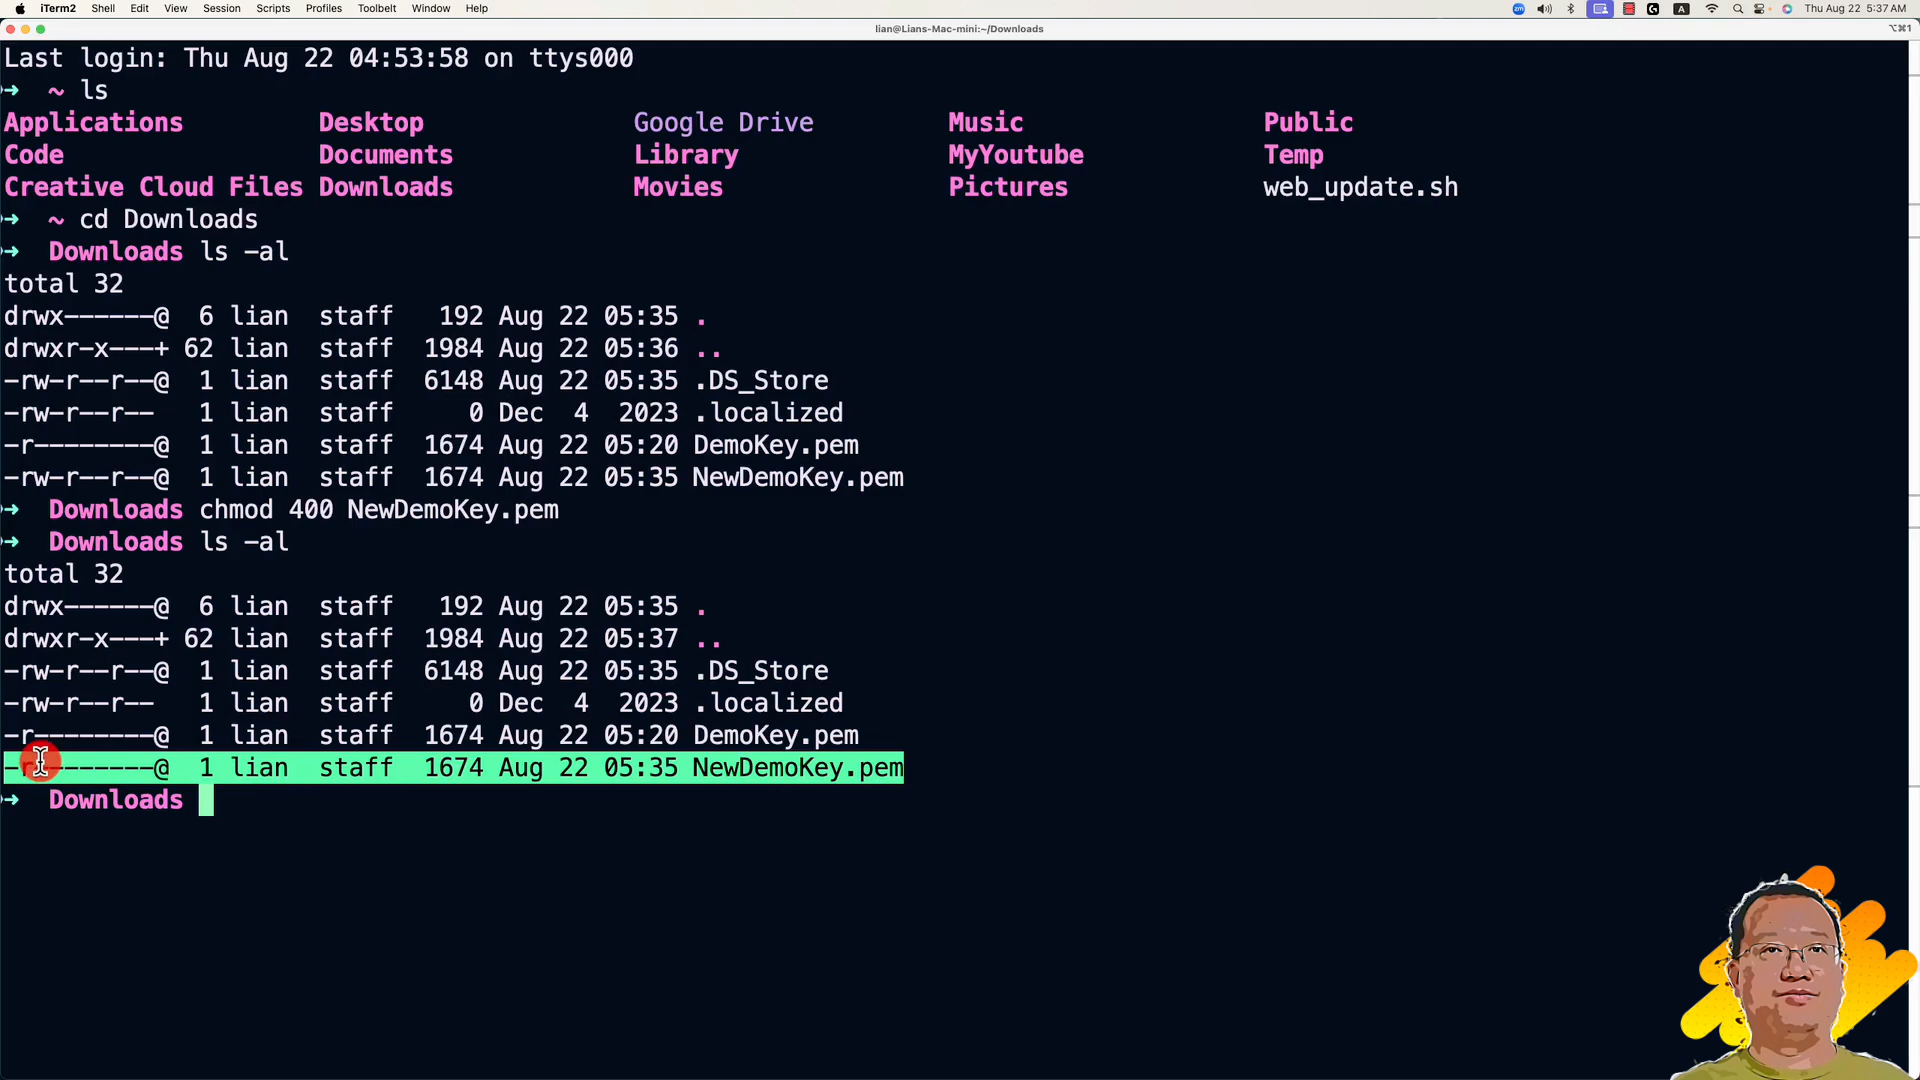 iTerm2 Shell Edit View Session Scripts Profiles Toolbelt Window Help A Thu Aug 22 5:37 AM
lian@Lians-Mac-mini:~/Downloads ⌥⌘1
Last login: Thu Aug 22 04:53:58 on ttys000
➜ ~ ls
Applications Desktop Google Drive Music Public
Code Documents Library MyYoutube Temp
Creative Cloud Files Downloads Movies Pictures web_update.sh
➜ ~ cd Downloads
➜ Downloads ls -al
total 32
drwx------@ 6 lian staff 192 Aug 22 05:35 .
drwxr-x---+ 62 lian staff 1984 Aug 22 05:36 ..
-rw-r--r--@ 1 lian staff 6148 Aug 22 05:35 .DS_Store
-rw-r--r-- 1 lian staff 0 Dec 4 2023 .localized
-r--------@ 1 lian staff 1674 Aug 22 05:20 DemoKey.pem
-rw-r--r--@ 1 lian staff 1674 Aug 22 05:35 NewDemoKey.pem
➜ Downloads chmod 400 NewDemoKey.pem
➜ Downloads ls -al
total 32
drwx------@ 6 lian staff 192 Aug 22 05:35 .
drwxr-x---+ 62 lian staff 1984 Aug 22 05:37 ..
-rw-r--r--@ 1 lian staff 6148 Aug 22 05:35 .DS_Store
-rw-r--r-- 1 lian staff 0 Dec 4 2023 .localized
-r--------@ 1 lian staff 1674 Aug 22 05:20 DemoKey.pem
-r--------@ 1 lian staff 1674 Aug 22 05:35 NewDemoKey.pem
➜ Downloads